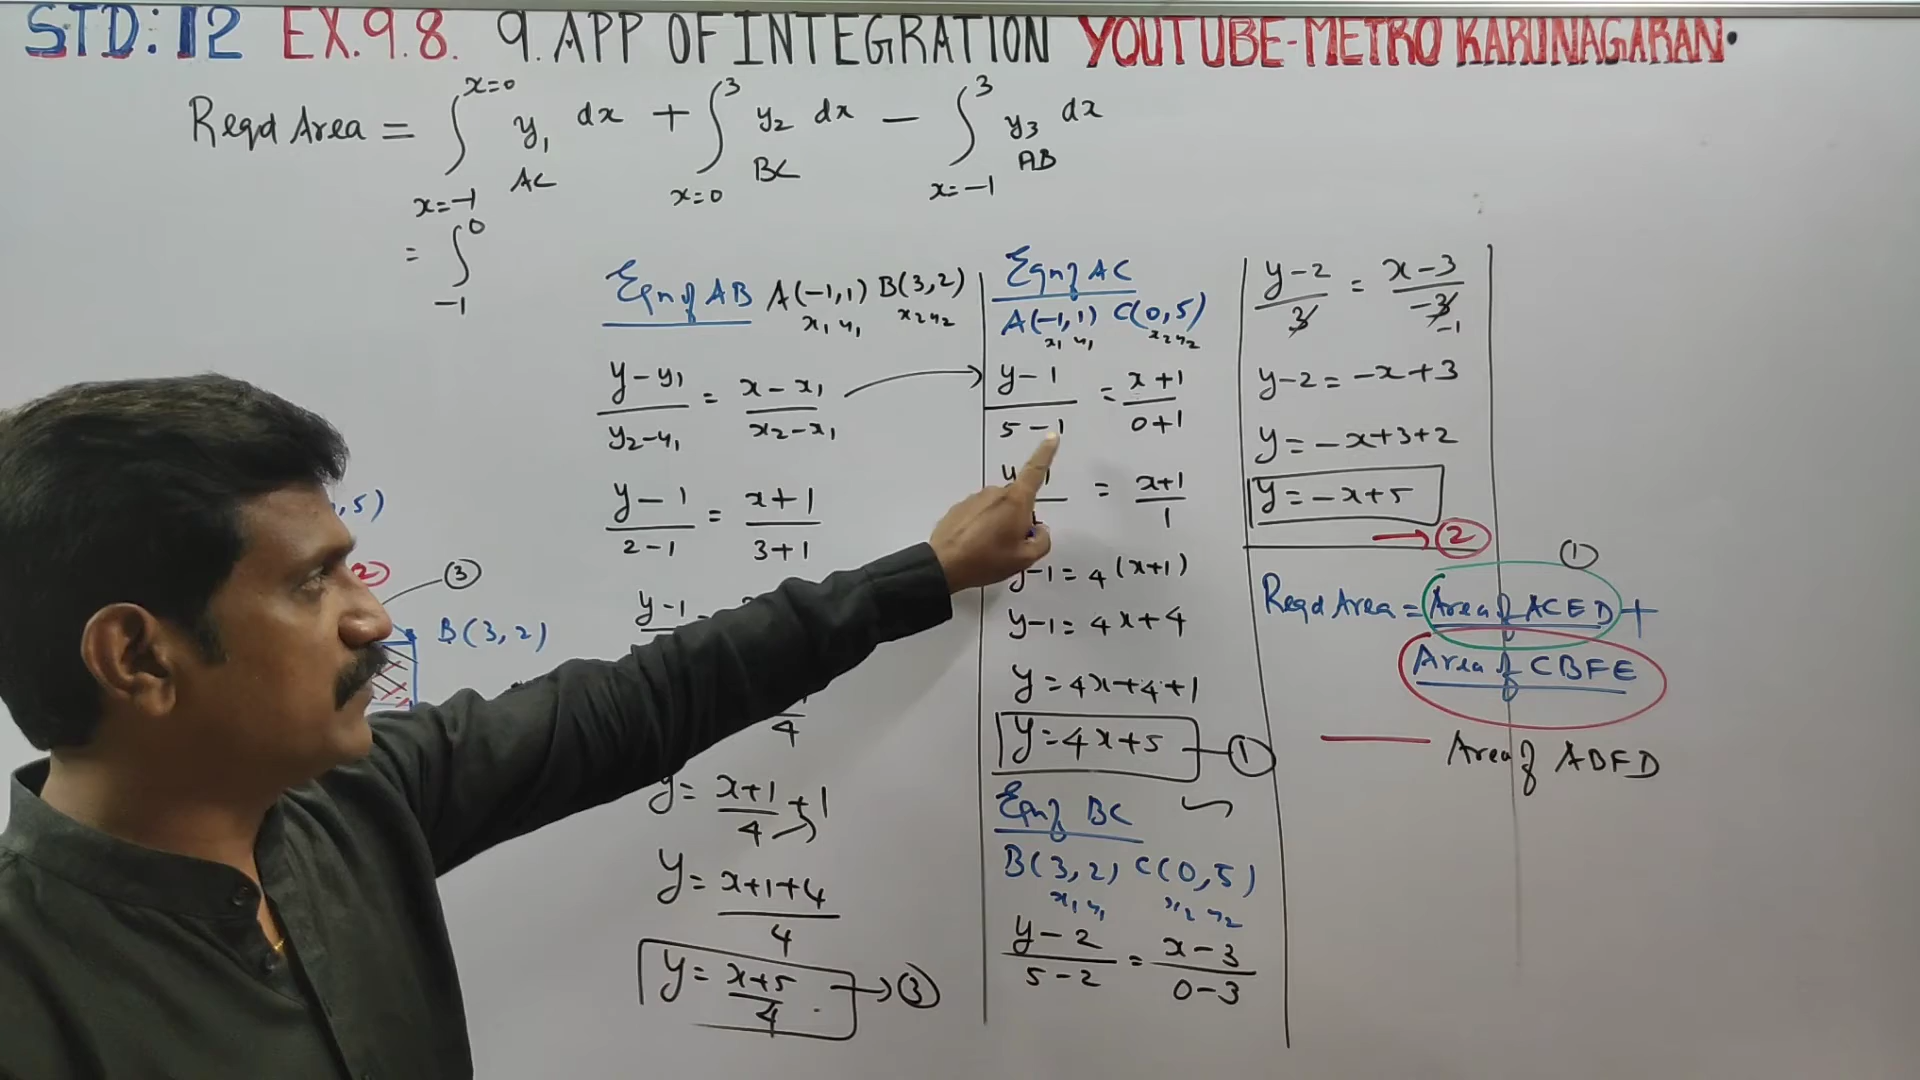 STD: 12 EX.9.8. 9. APP OF INTEGRATION YOUTUBE-METRO KARUNAGARAN.
Reqd Area = ∫ x=-1 x=0 y₁ AC dx + ∫ x=0 3 y₂ BC dx - ∫ x=-1 3 y₃ AB dx
= ∫ -1 0
,5)
2
3
B(3,2)
Eqn of AB A(-1,1) B(3,2)
x₁ y₁ x₂ y₂
(y-y₁)/(y₂-y₁) = (x-x₁)/(x₂-x₁)
(y-1)/(2-1) = (x+1)/(3+1)
y-1
4
y = (x+1)/4 + 1
y = (x+1+4)/4
y = (x+5)/4 → 3
Eqn of AC
A(-1,1) C(0,5)
x₁ y₁ x₂ y₂
(y-1)/(5-1) = (x+1)/(0+1)
= (x+1)/1
y-1 = 4(x+1)
y-1 = 4x+4
y = 4x+4+1
y = 4x+5 — 1
Eqn of BC
B(3,2) C(0,5)
x₁ y₁ x₂ y₂
(y-2)/(5-2) = (x-3)/(0-3)
(y-2)/3 = (x-3)/-3
-1
y-2 = -x+3
y = -x+3+2
y = -x+5
→ 2
1
Reqd Area = Area of ACED +
Area of CBFE
— Area of ABFD